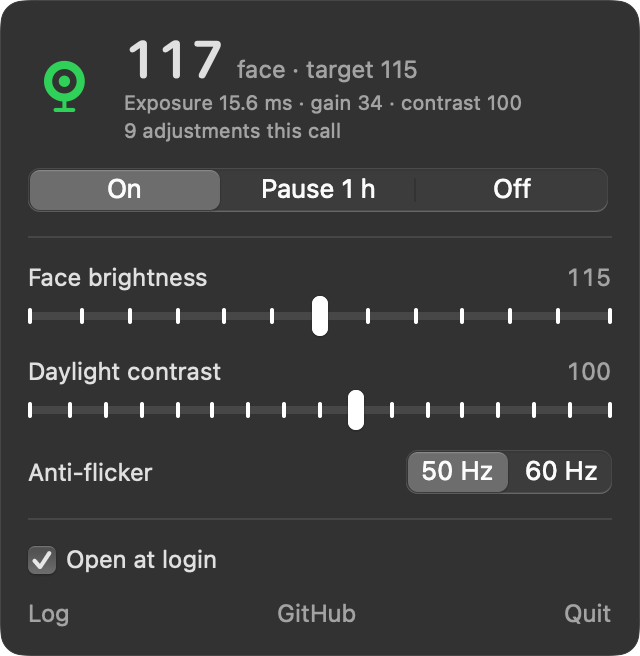 117 face · target 115
Exposure 15.6 ms · gain 34 · contrast 100
9 adjustments this call
On Pause 1 h Off
Face brightness 115
Daylight contrast 100
Anti-flicker 50 Hz 60 Hz
Open at login
Log GitHub Quit